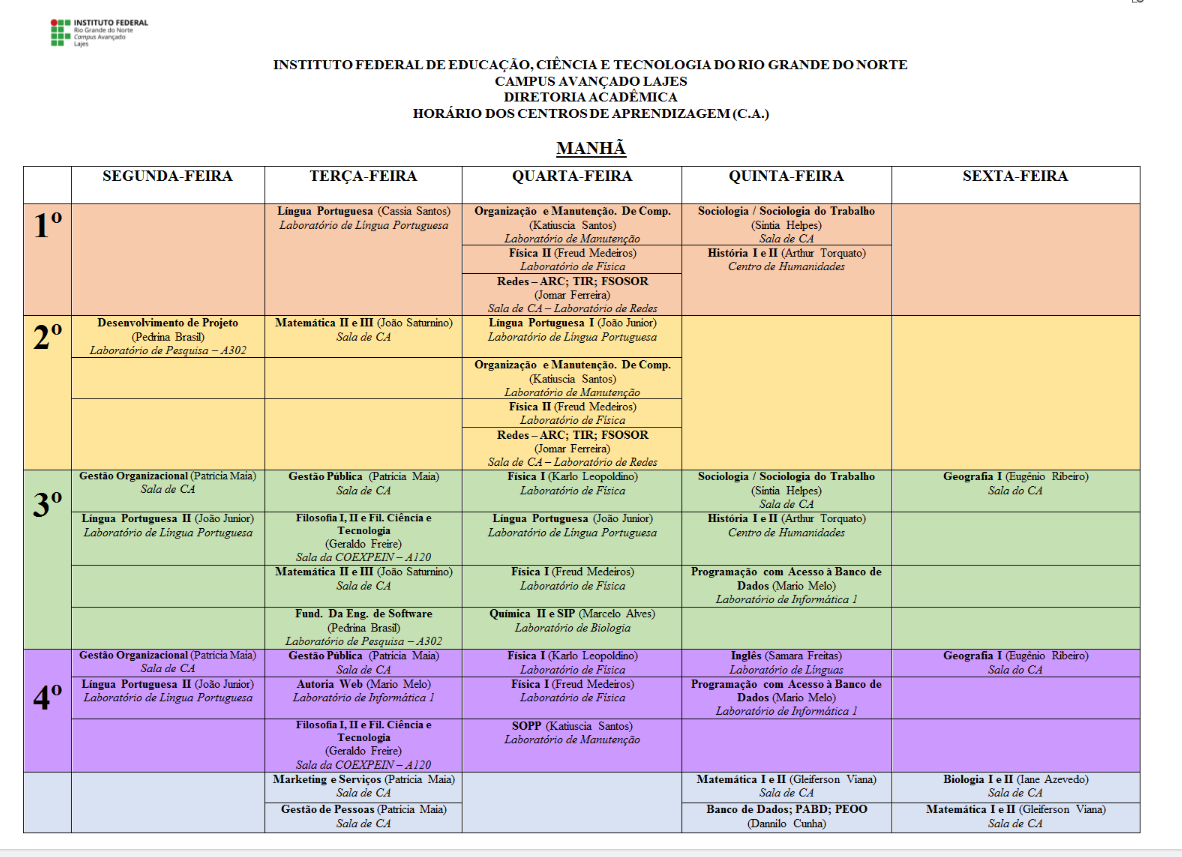 INSTITUTO FEDERAL
Rio Grande do Norte
Campus Avançado
Lajes
INSTITUTO FEDERAL DE EDUCAÇÃO, CIÊNCIA E TECNOLOGIA DO RIO GRANDE DO NORTE
CAMPUS AVANÇADO LAJES
DIRETORIA ACADÊMICA
HORÁRIO DOS CENTROS DE APRENDIZAGEM (C.A.)
MANHÃ
SEGUNDA-FEIRA
TERÇA-FEIRA
QUARTA-FEIRA
QUINTA-FEIRA
SEXTA-FEIRA
1º
Língua Portuguesa (Cassia Santos)
Laboratório de Língua Portuguesa
Organização e Manutenção. De Comp.
(Katiuscia Santos)
Laboratório de Manutenção
Sociologia / Sociologia do Trabalho
(Síntia Helpes)
Sala de CA
Física II (Freud Medeiros)
Laboratório de Física
História I e II (Arthur Torquato)
Centro de Humanidades
Redes – ARC; TIR; FSOSOR
(Jomar Ferreira)
Sala de CA – Laboratório de Redes
2º
Desenvolvimento de Projeto
(Pedrina Brasil)
Laboratório de Pesquisa – A302
Matemática II e III (João Saturnino)
Sala de CA
Língua Portuguesa I (João Junior)
Laboratório de Língua Portuguesa
Organização e Manutenção. De Comp.
(Katiuscia Santos)
Laboratório de Manutenção
Física II (Freud Medeiros)
Laboratório de Física
Redes – ARC; TIR; FSOSOR
(Jomar Ferreira)
Sala de CA – Laboratório de Redes
3º
Gestão Organizacional (Patricia Maia)
Sala de CA
Gestão Pública (Patricia Maia)
Sala de CA
Física I (Karlo Leopoldino)
Laboratório de Física
Sociologia / Sociologia do Trabalho
(Síntia Helpes)
Sala de CA
Geografia I (Eugênio Ribeiro)
Sala do CA
Língua Portuguesa II (João Junior)
Laboratório de Língua Portuguesa
Filosofia I, II e Fil. Ciência e
Tecnologia
(Geraldo Freire)
Sala da COEXPEIN – A120
Língua Portuguesa (João Junior)
Laboratório de Língua Portuguesa
História I e II (Arthur Torquato)
Centro de Humanidades
Matemática II e III (João Saturnino)
Sala de CA
Física I (Freud Medeiros)
Laboratório de Física
Programação com Acesso à Banco de
Dados (Mario Melo)
Laboratório de Informática 1
Fund. Da Eng. de Software
(Pedrina Brasil)
Laboratório de Pesquisa – A302
Química II e SIP (Marcelo Alves)
Laboratório de Biologia
4º
Gestão Organizacional (Patricia Maia)
Sala de CA
Gestão Pública (Patricia Maia)
Sala de CA
Física I (Karlo Leopoldino)
Laboratório de Física
Inglês (Samara Freitas)
Laboratório de Línguas
Geografia I (Eugênio Ribeiro)
Sala do CA
Língua Portuguesa II (João Junior)
Laboratório de Língua Portuguesa
Autoria Web (Mario Melo)
Laboratório de Informática 1
Física I (Freud Medeiros)
Laboratório de Física
Programação com Acesso à Banco de
Dados (Mario Melo)
Laboratório de Informática 1
Filosofia I, II e Fil. Ciência e
Tecnologia
(Geraldo Freire)
Sala da COEXPEIN – A120
SOPP (Katiuscia Santos)
Laboratório de Manutenção
Marketing e Serviços (Patricia Maia)
Sala de CA
Matemática I e II (Gleiferson Viana)
Sala de CA
Biologia I e II (Iane Azevedo)
Sala de CA
Gestão de Pessoas (Patricia Maia)
Sala de CA
Banco de Dados; PABD; PEOO
(Dannilo Cunha)
Matemática I e II (Gleiferson Viana)
Sala de CA